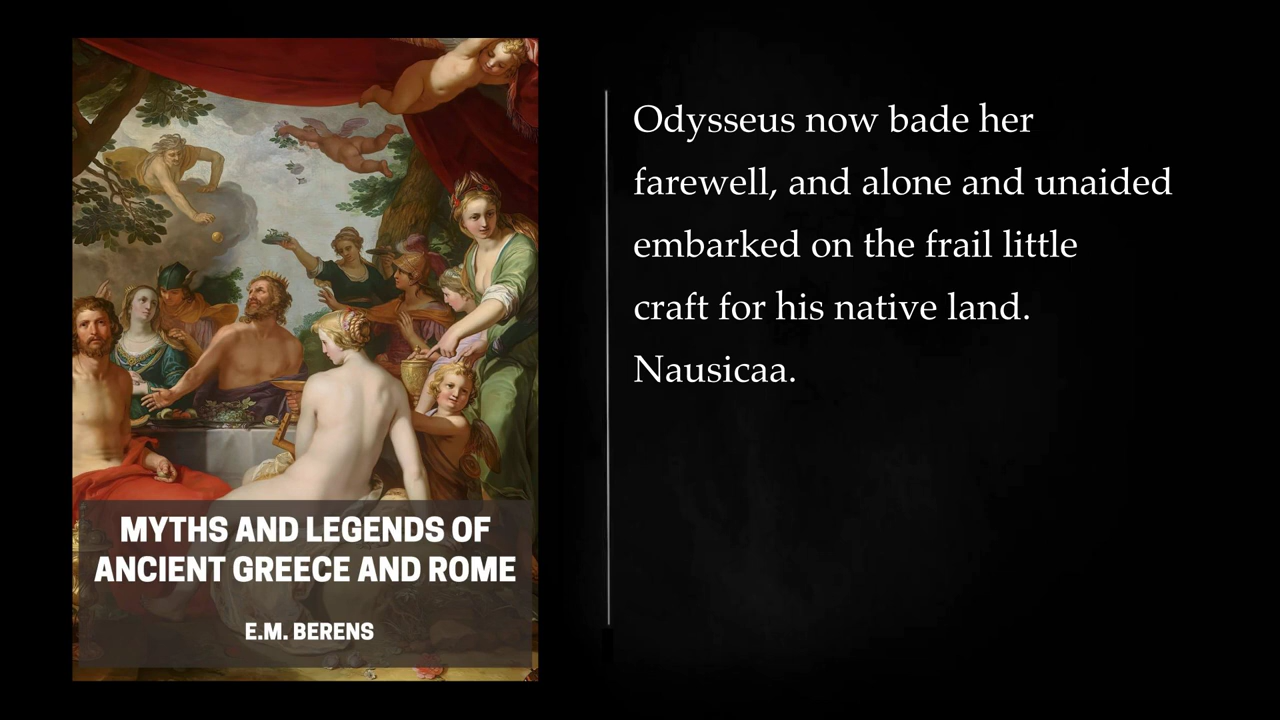 MYTHS AND LEGENDS OF
ANCIENT GREECE AND ROME
E.M. BERENS
Odysseus now bade her
farewell, and alone and unaided
embarked on the frail little
craft for his native land.
Nausicaa.